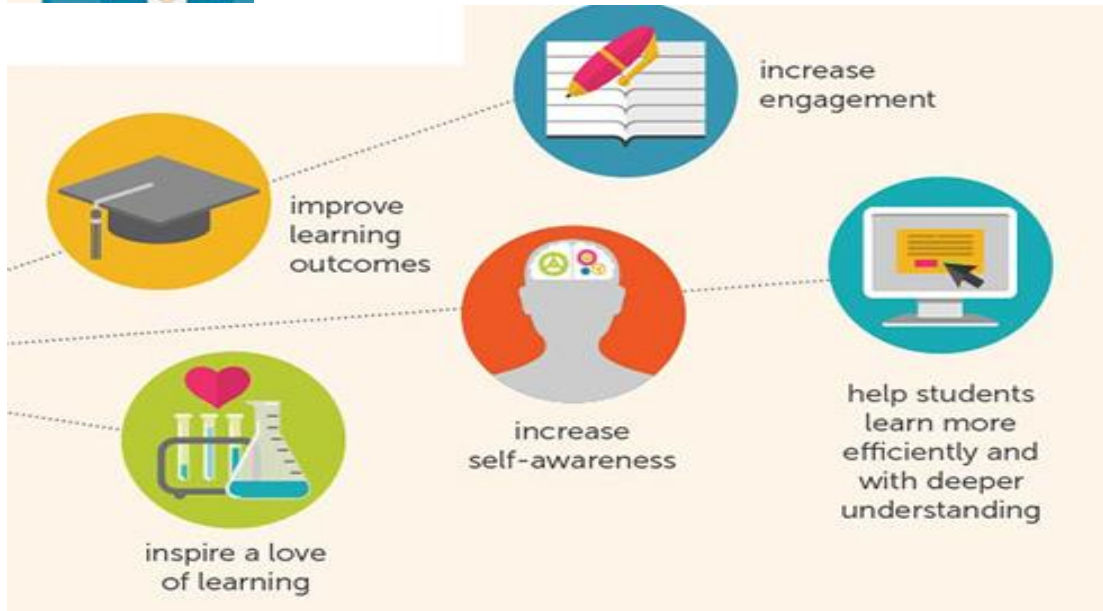 increase
engagement
improve
learning
outcomes
increase
self-awareness
help students
learn more
efficiently and
with deeper
understanding
inspire a love
of learning